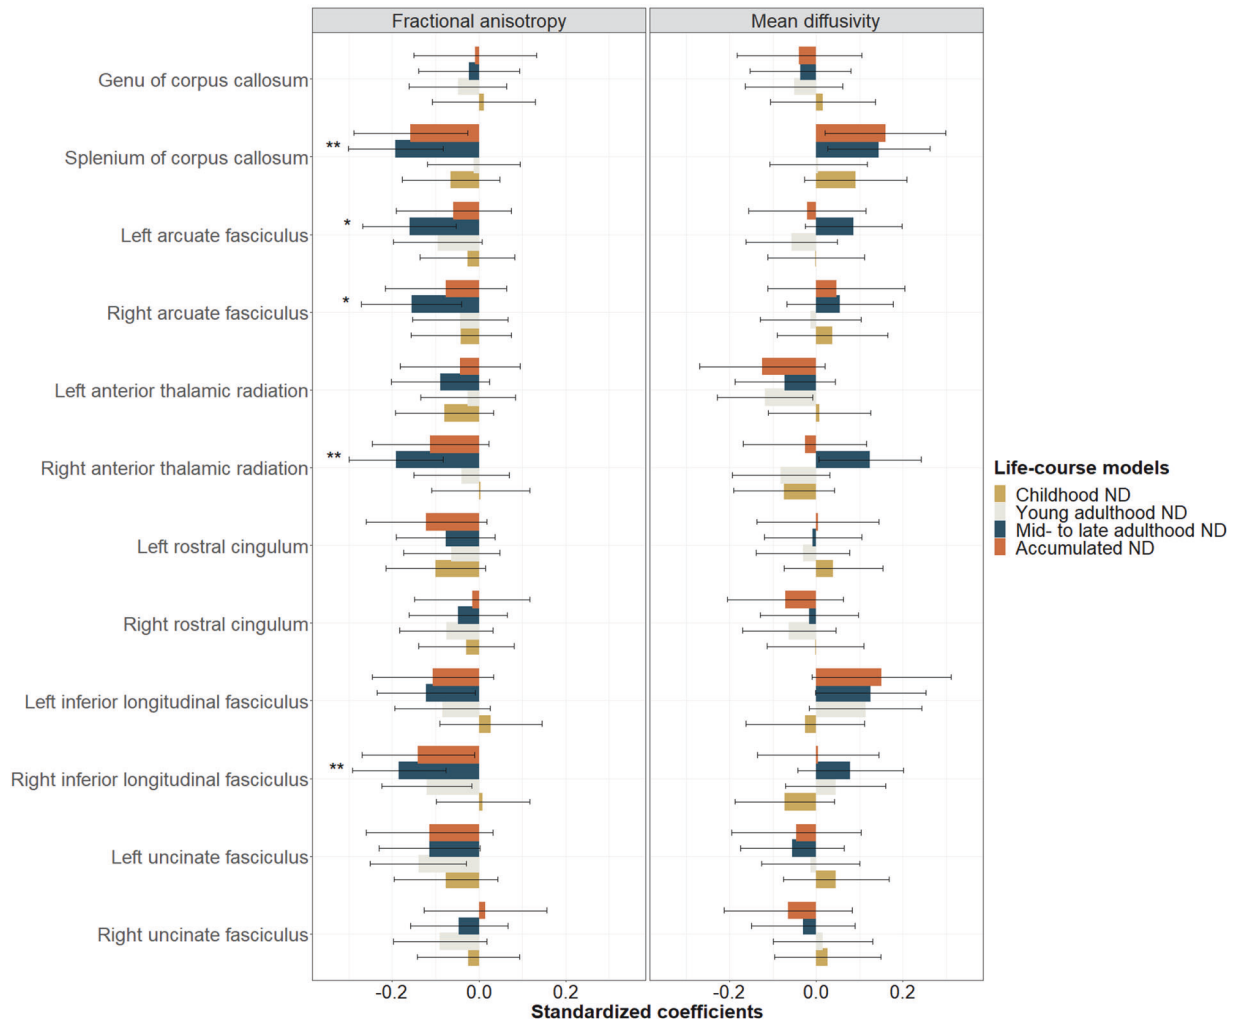 Fractional anisotropy
Mean diffusivity
Genu of corpus callosum
Splenium of corpus callosum
**
Left arcuate fasciculus
*
Right arcuate fasciculus
*
Left anterior thalamic radiation
Right anterior thalamic radiation
**
Left rostral cingulum
Right rostral cingulum
Left inferior longitudinal fasciculus
Right inferior longitudinal fasciculus
**
Left uncinate fasciculus
Right uncinate fasciculus
Life-course models
Childhood ND
Young adulthood ND
Mid- to late adulthood ND
Accumulated ND
-0.2 0.0 0.2
-0.2 0.0 0.2
Standardized coefficients